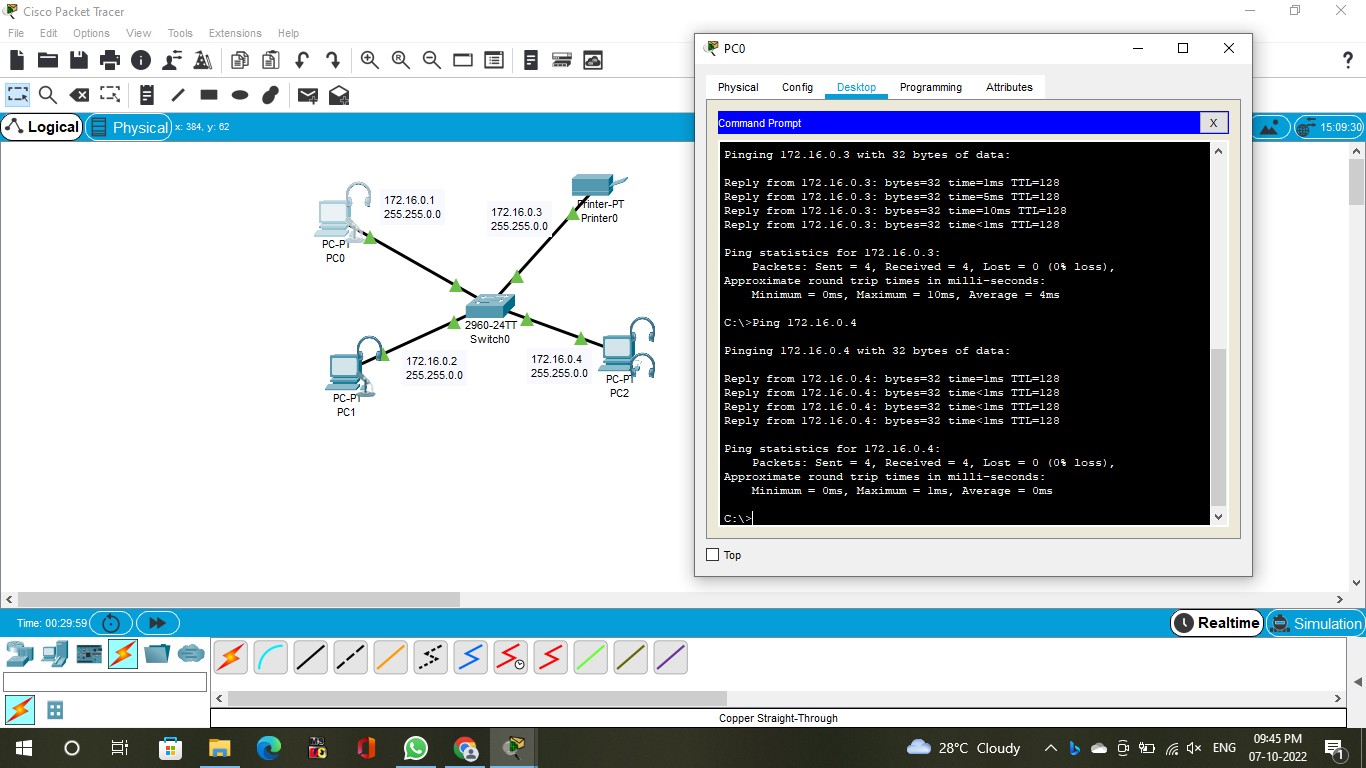 Cisco Packet Tracer
File Edit Options View Tools Extensions Help
Logical
Physical
x: 384, y: 62
15:09:30
172.16.0.1
255.255.0.0
PC-PT
PC0
172.16.0.3
255.255.0.0
Printer-PT
Printer0
2960-24TT
Switch0
172.16.0.2
255.255.0.0
PC-PT
PC1
172.16.0.4
255.255.0.0
PC-PT
PC2
PC0
Physical Config Desktop Programming Attributes
Command Prompt
X
Pinging 172.16.0.3 with 32 bytes of data:
Reply from 172.16.0.3: bytes=32 time=1ms TTL=128
Reply from 172.16.0.3: bytes=32 time=5ms TTL=128
Reply from 172.16.0.3: bytes=32 time=10ms TTL=128
Reply from 172.16.0.3: bytes=32 time<1ms TTL=128
Ping statistics for 172.16.0.3:
Packets: Sent = 4, Received = 4, Lost = 0 (0% loss),
Approximate round trip times in milli-seconds:
Minimum = 0ms, Maximum = 10ms, Average = 4ms
C:\>Ping 172.16.0.4
Pinging 172.16.0.4 with 32 bytes of data:
Reply from 172.16.0.4: bytes=32 time=1ms TTL=128
Reply from 172.16.0.4: bytes=32 time<1ms TTL=128
Reply from 172.16.0.4: bytes=32 time<1ms TTL=128
Reply from 172.16.0.4: bytes=32 time<1ms TTL=128
Ping statistics for 172.16.0.4:
Packets: Sent = 4, Received = 4, Lost = 0 (0% loss),
Approximate round trip times in milli-seconds:
Minimum = 0ms, Maximum = 1ms, Average = 0ms
C:\>
Top
Time: 00:29:59
Realtime
Simulation
Copper Straight-Through
28°C Cloudy
ENG
09:45 PM
07-10-2022
1